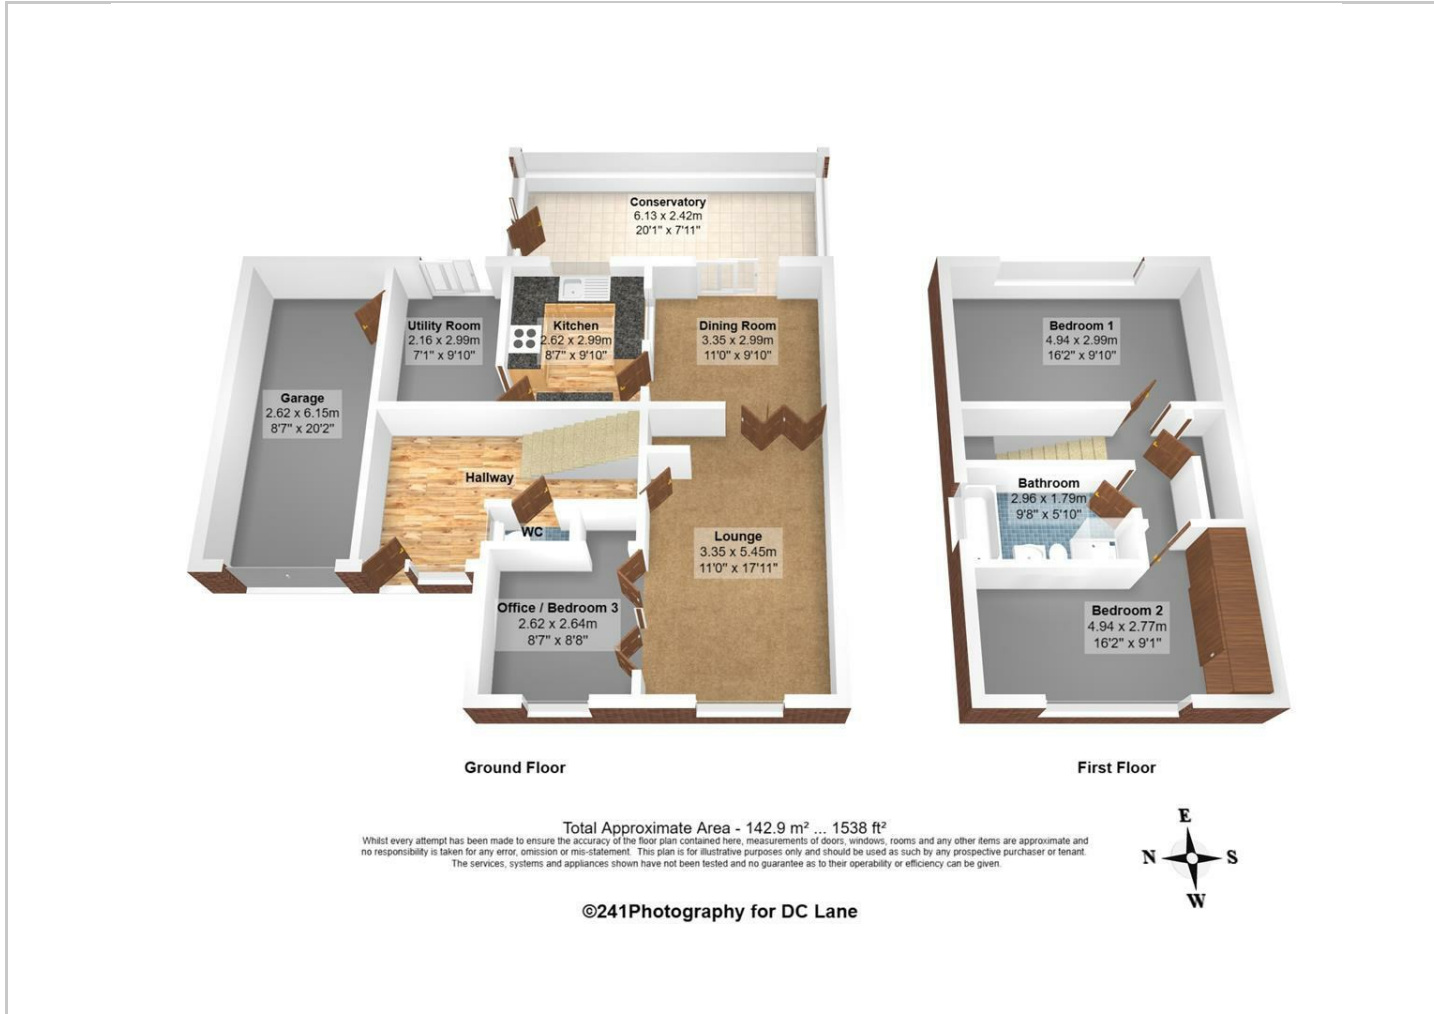 Conservatory
6.13 x 2.42m
20'1" x 7'11"
Utility Room
2.16 x 2.99m
7'1" x 9'10"
Kitchen
2.62 x 2.99m
8'7" x 9'10"
Dining Room
3.35 x 2.99m
11'0" x 9'10"
Garage
2.62 x 6.15m
8'7" x 20'2"
Hallway
WC
Lounge
3.35 x 5.45m
11'0" x 17'11"
Office / Bedroom 3
2.62 x 2.64m
8'7" x 8'8"
Ground Floor
Bedroom 1
4.94 x 2.99m
16'2" x 9'10"
Bathroom
2.96 x 1.79m
9'8" x 5'10"
Bedroom 2
4.94 x 2.77m
16'2" x 9'1"
First Floor
Total Approximate Area - 142.9 m² ... 1538 ft²
Whilst every attempt has been made to ensure the accuracy of the floor plan contained here, measurements of doors, windows, rooms and any other items are approximate and
no responsibility is taken for any error, omission or mis-statement. This plan is for illustrative purposes only and should be used as such by any prospective purchaser or tenant.
The services, systems and appliances shown have not been tested and no guarantee as to their operability or efficiency can be given.
©241Photography for DC Lane
E
N S
W